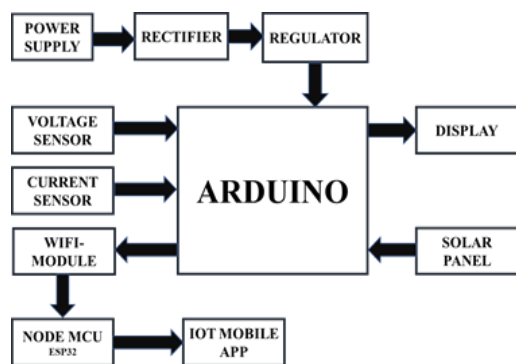 POWER
SUPPLY
RECTIFIER
REGULATOR
VOLTAGE
SENSOR
ARDUINO
DISPLAY
CURRENT
SENSOR
WIFI-
MODULE
SOLAR
PANEL
NODE MCU
ESP32
IOT MOBILE
APP